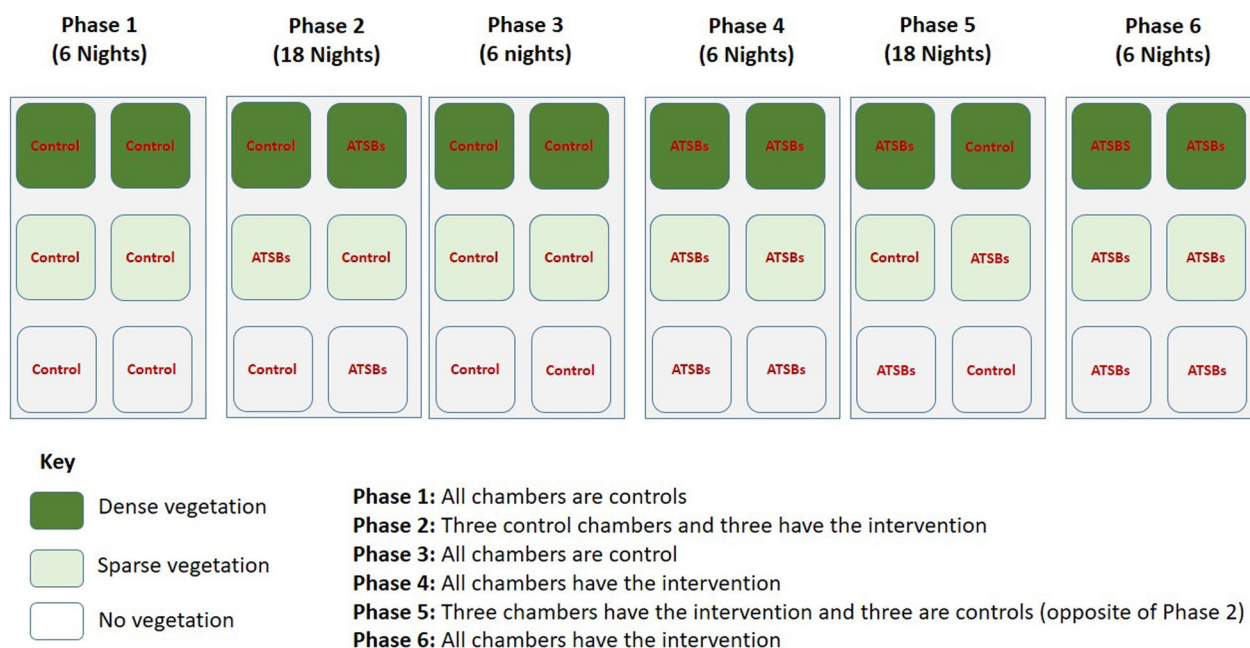 Phase 1
(6 Nights)
Phase 2
(18 Nights)
Phase 3
(6 nights)
Phase 4
(6 Nights)
Phase 5
(18 Nights)
Phase 6
(6 Nights)
Control Control Control ATSBs Control Control ATSBs ATSBs ATSBs Control ATSBS ATSBs
Control Control ATSBs Control Control Control ATSBs ATSBs Control ATSBs ATSBs ATSBs
Control Control Control ATSBs Control Control ATSBs ATSBs ATSBs Control ATSBs ATSBs
Key
Dense vegetation
Sparse vegetation
No vegetation
Phase 1: All chambers are controls
Phase 2: Three control chambers and three have the intervention
Phase 3: All chambers are control
Phase 4: All chambers have the intervention
Phase 5: Three chambers have the intervention and three are controls (opposite of Phase 2)
Phase 6: All chambers have the intervention